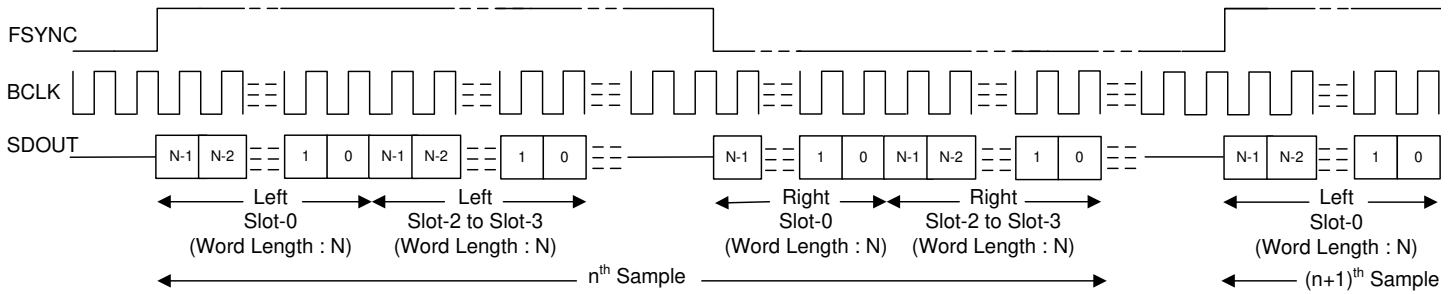 FSYNC
BCLK
SDOUT
N-1 N-2 1 0 N-1 N-2 1 0 N-1 1 0 N-1 N-2 1 0 N-1 N-2 1 0
Left
Slot-0
(Word Length : N)
Left
Slot-2 to Slot-3
(Word Length : N)
Right
Slot-0
(Word Length : N)
Right
Slot-2 to Slot-3
(Word Length : N)
Left
Slot-0
(Word Length : N)
nth Sample
(n+1)th Sample